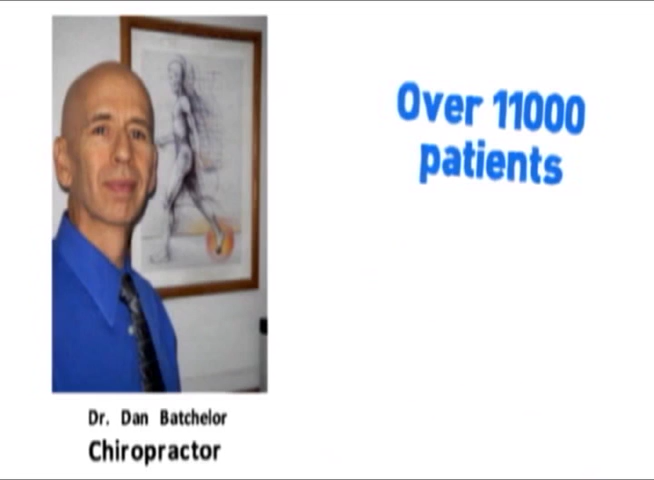 Over 11000
patients
Dr. Dan Batchelor
Chiropractor